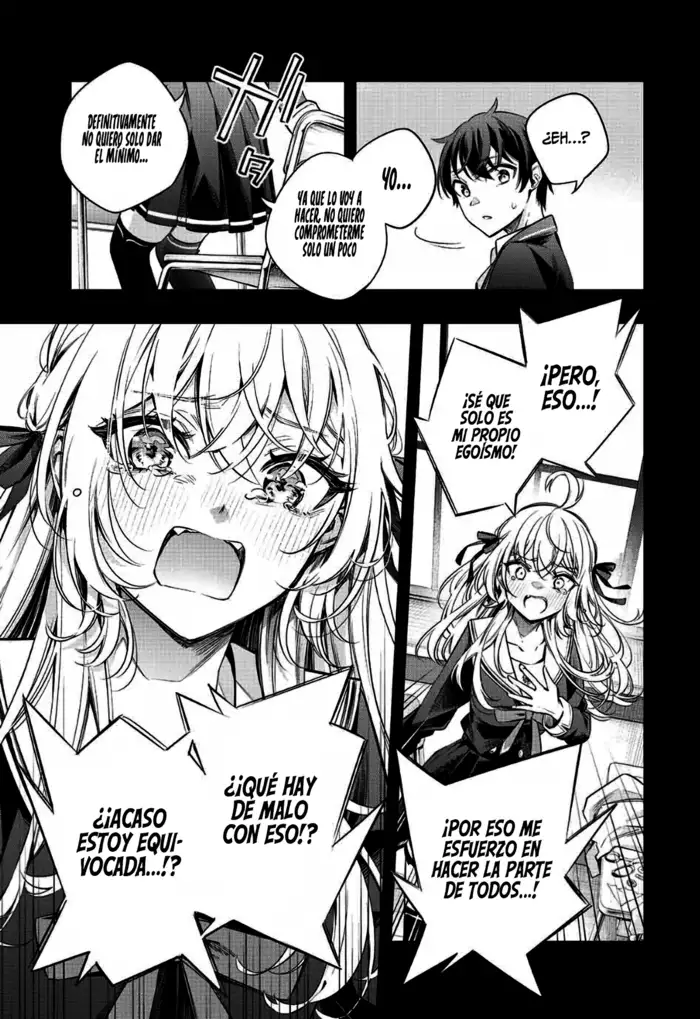 ¿EH...?
YO...
YA QUE LO VOY A
HACER, NO QUIERO
COMPROMETERME
SOLO UN POCO
DEFINITIVAMENTE
NO QUIERO SOLO DAR
EL MÍNIMO...
¡PERO,
ESO...!
¡SÉ QUE
SOLO ES
MI PROPIO
EGOÍSMO!
¡POR ESO ME
ESFUERZO EN
HACER LA PARTE
DE TODOS...!
¿¡QUÉ HAY
DE MALO
CON ESO!?
¿¡ACASO
ESTOY EQUI-
VOCADA...!?